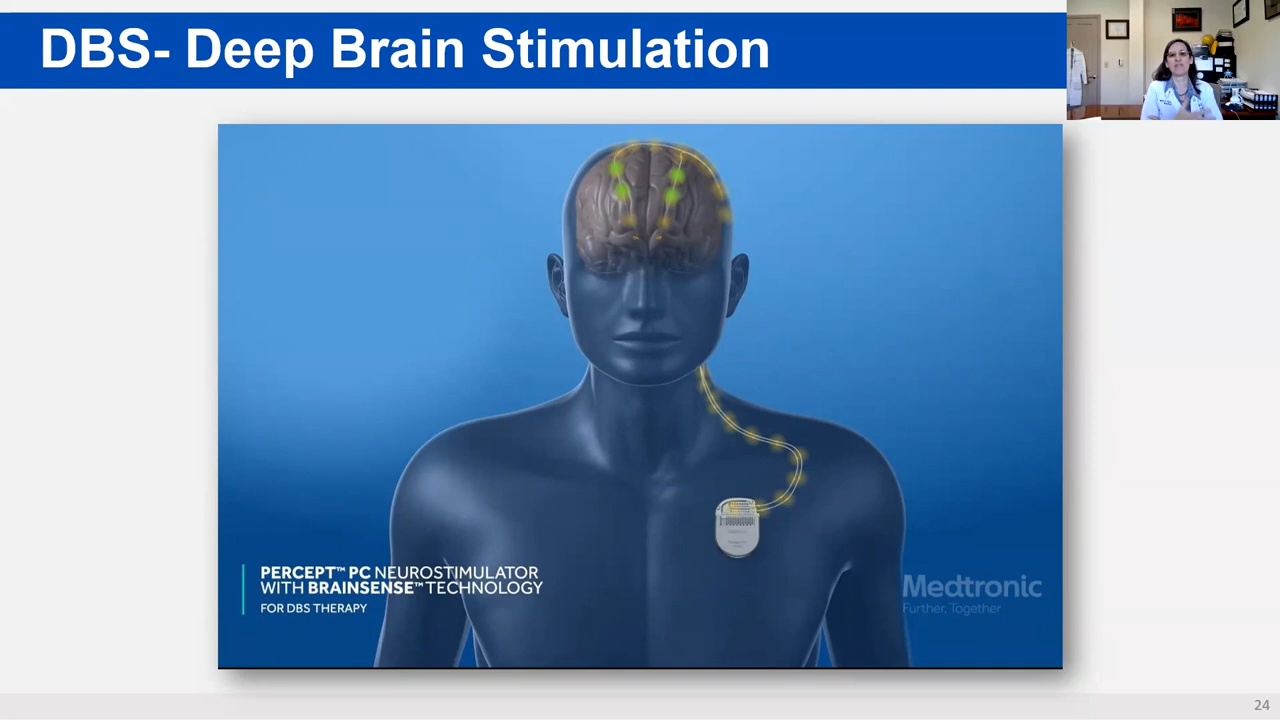 DBS- Deep Brain Stimulation
PERCEPT™ PC NEUROSTIMULATOR
WITH BRAINSENSE™ TECHNOLOGY
FOR DBS THERAPY
Medtronic
Further. Together
24